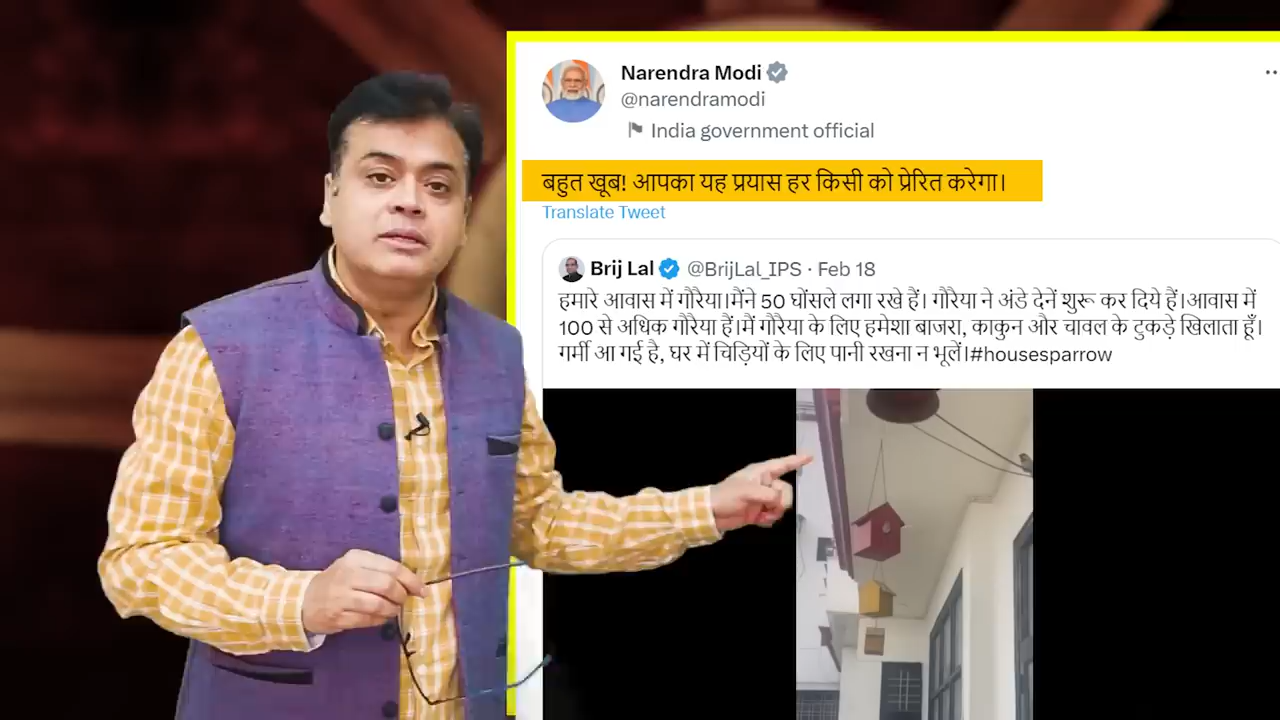 Narendra Modi
@narendramodi
India government official
बहुत खूब! आपका यह प्रयास हर किसी को प्रेरित करेगा।
Translate Tweet
Brij Lal @BrijLal_IPS · Feb 18
हमारे आवास में गौरैया।मैंने 50 घोंसले लगा रखे हैं। गौरैया ने अंडे देनें शुरू कर दिये हैं।आवास में
100 से अधिक गौरैया हैं।मैं गौरैया के लिए हमेशा बाजरा, काकुन और चावल के टुकड़े खिलाता हूँ।
गर्मी आ गई है, घर में चिड़ियों के लिए पानी रखना न भूलें।#housesparrow